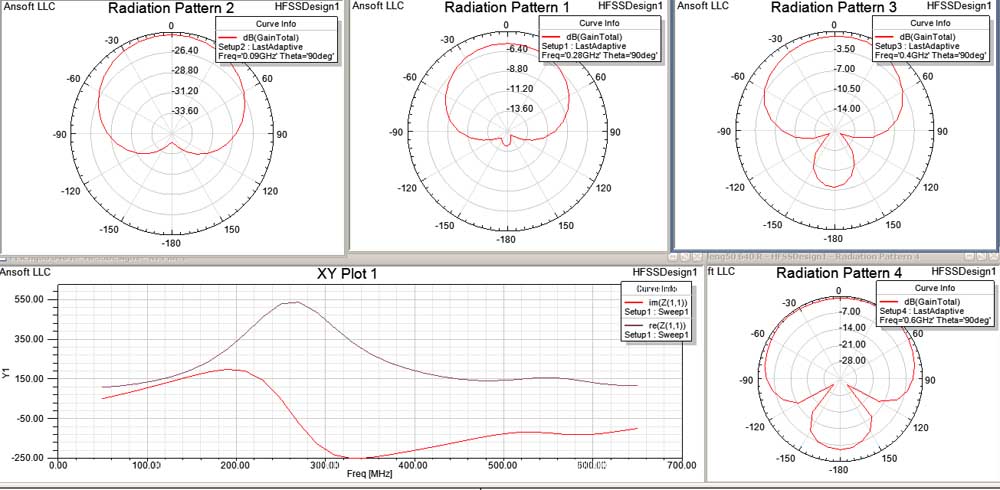 Ansoft LLC
Radiation Pattern 2
HFSSDesign1
Curve Info
dB(GainTotal)
Setup2 : LastAdaptive
Freq='0.09GHz' Theta='90deg'
0
-30
-60
60
-90
90
-120
120
-150
150
-180
-26.40
-28.80
-31.20
-33.60
Ansoft LLC
Radiation Pattern 1
HFSSDesign1
Curve Info
dB(GainTotal)
Setup1 : LastAdaptive
Freq='0.28GHz' Theta='90deg'
0
-30
-60
60
-90
90
-120
120
-150
150
-180
-6.40
-8.80
-11.20
-13.60
Ansoft LLC
Radiation Pattern 3
HFSSDesign1
Curve Info
dB(GainTotal)
Setup3 : LastAdaptive
Freq='0.4GHz' Theta='90deg'
0
-30
-60
60
-90
90
-120
120
-150
150
-180
-3.50
-7.00
-10.50
-14.00
Ansoft LLC
XY Plot 1
HFSSDesign1
Curve Info
im(Z(1,1))
Setup1 : Sweep1
re(Z(1,1))
Setup1 : Sweep1
550.00
350.00
150.00
-50.00
-250.00
Y1
0.00
100.00
200.00
300.00
400.00
500.00
600.00
700.00
Freq [MHz]
leng50 640 R - HFSSDesign1 - Radiation Pattern 4
ft LLC
Radiation Pattern 4
HFSSDesign1
Curve Info
dB(GainTotal)
Setup4 : LastAdaptive
Freq='0.6GHz' Theta='90deg'
0
-30
-60
60
-90
90
-120
120
-150
150
-180
-7.00
-14.00
-21.00
-28.00